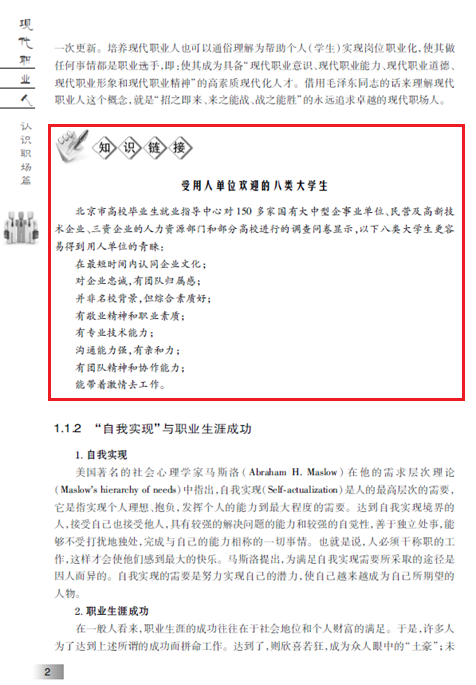 现代职业人
认识职场篇
一次更新。培养现代职业人也可以通俗理解为帮助个人(学生)实现岗位职业化,使其做
任何事情都是职业选手,即:使其成为具备“现代职业意识、现代职业能力、现代职业道德、
现代职业形象和现代职业精神”的高素质现代化人才。借用毛泽东同志的话来理解现代
职业人这个概念,就是“招之即来、来之能战、战之能胜”的永远追求卓越的现代职场人。
知识链接
受用人单位欢迎的八类大学生
北京市高校毕业生就业指导中心对 150 多家国有大中型企事业单位、民营及高新技
术企业、三资企业的人力资源部门和部分高校进行的调查问卷显示,以下八类大学生更容
易得到用人单位的青睐:
在最短时间内认同企业文化;
对企业忠诚,有团队归属感;
并非名校背景,但综合素质好;
有敬业精神和职业素质;
有专业技术能力;
沟通能力强,有亲和力;
有团队精神和协作能力;
能带着激情去工作。
1.1.2 “自我实现”与职业生涯成功
1. 自我实现
美国著名的社会心理学家马斯洛(Abraham H. Maslow)在他的需求层次理论
(Maslow's hierarchy of needs)中指出,自我实现(Self-actualization)是人的最高层次的需要,
它是指实现个人理想、抱负,发挥个人的能力到最大程度的需要。达到自我实现境界的
人,接受自己也接受他人,具有较强的解决问题的能力和较强的自觉性,善于独立处事,能
够不受打扰地独处,完成与自己的能力相称的一切事情。也就是说,人必须干称职的工
作,这样才会使他们感到最大的快乐。马斯洛提出,为满足自我实现需要所采取的途径是
因人而异的。自我实现的需要是努力实现自己的潜力,使自己越来越成为自己所期望的
人物。
2. 职业生涯成功
在一般人看来,职业生涯的成功往往在于社会地位和个人财富的满足。于是,许多人
为了达到上述所谓的成功而拼命工作。达到了,则欣喜若狂,成为众人眼中的“土豪”;未
2